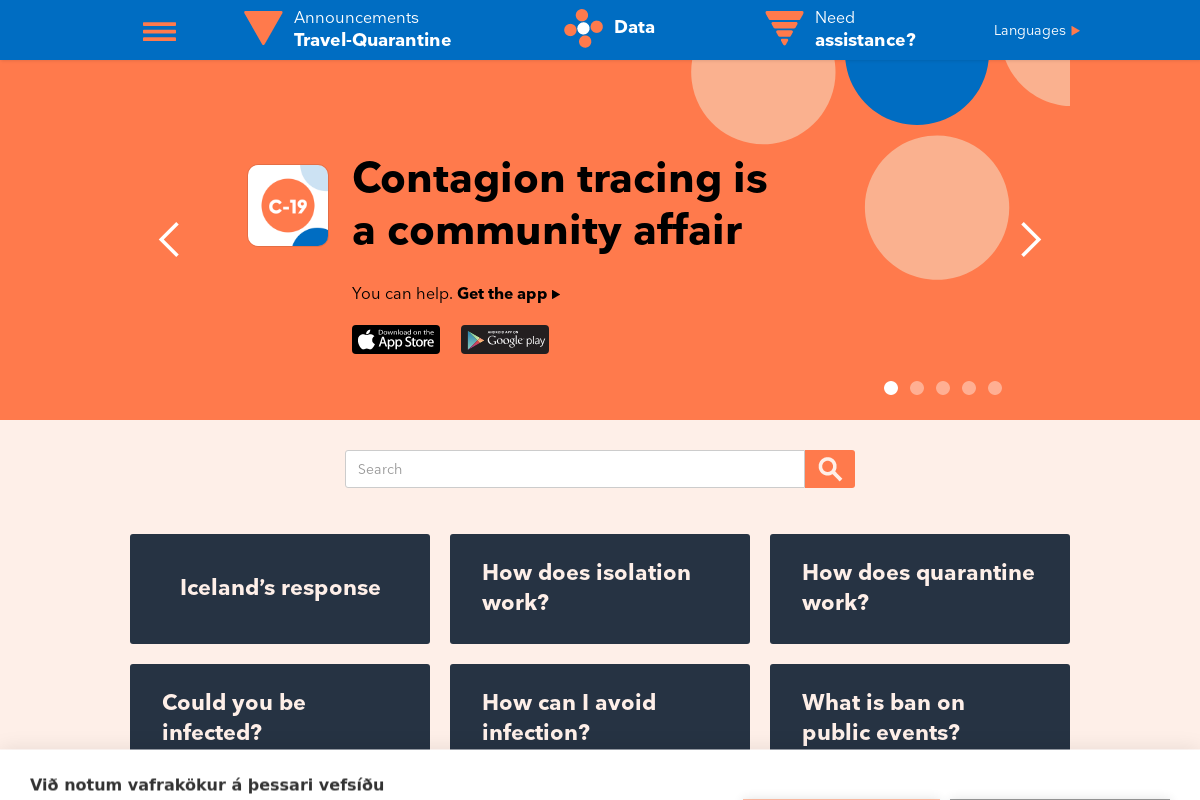 Announcements
Travel-Quarantine
Data
Need
assistance?
Languages
C-19
Contagion tracing is
a community affair
You can help. Get the app
Download on the
App Store
ANDROID APP ON
Google play
Search
Iceland’s response
How does isolation
work?
How does quarantine
work?
Could you be
infected?
How can I avoid
infection?
What is ban on
public events?
Við notum vafrakökur á þessari vefsíðu